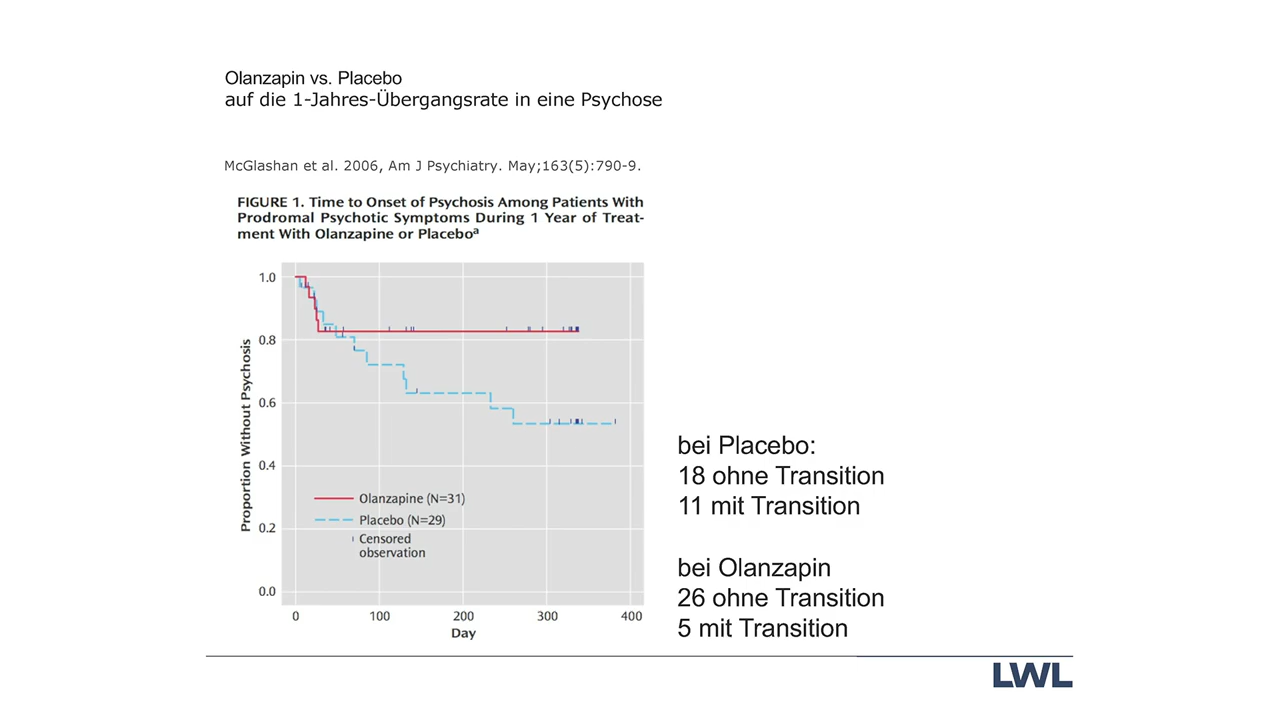 Olanzapin vs. Placebo
auf die 1-Jahres-Übergangsrate in eine Psychose
McGlashan et al. 2006, Am J Psychiatry. May;163(5):790-9.
FIGURE 1. Time to Onset of Psychosis Among Patients With
Prodromal Psychotic Symptoms During 1 Year of Treat-
ment With Olanzapine or Placeboa
1.0
0.8
0.6
0.4
0.2
0.0
Proportion Without Psychosis
Olanzapine (N=31)
Placebo (N=29)
Censored
observation
0 100 200 300 400
Day
bei Placebo:
18 ohne Transition
11 mit Transition
bei Olanzapin
26 ohne Transition
5 mit Transition
LWL